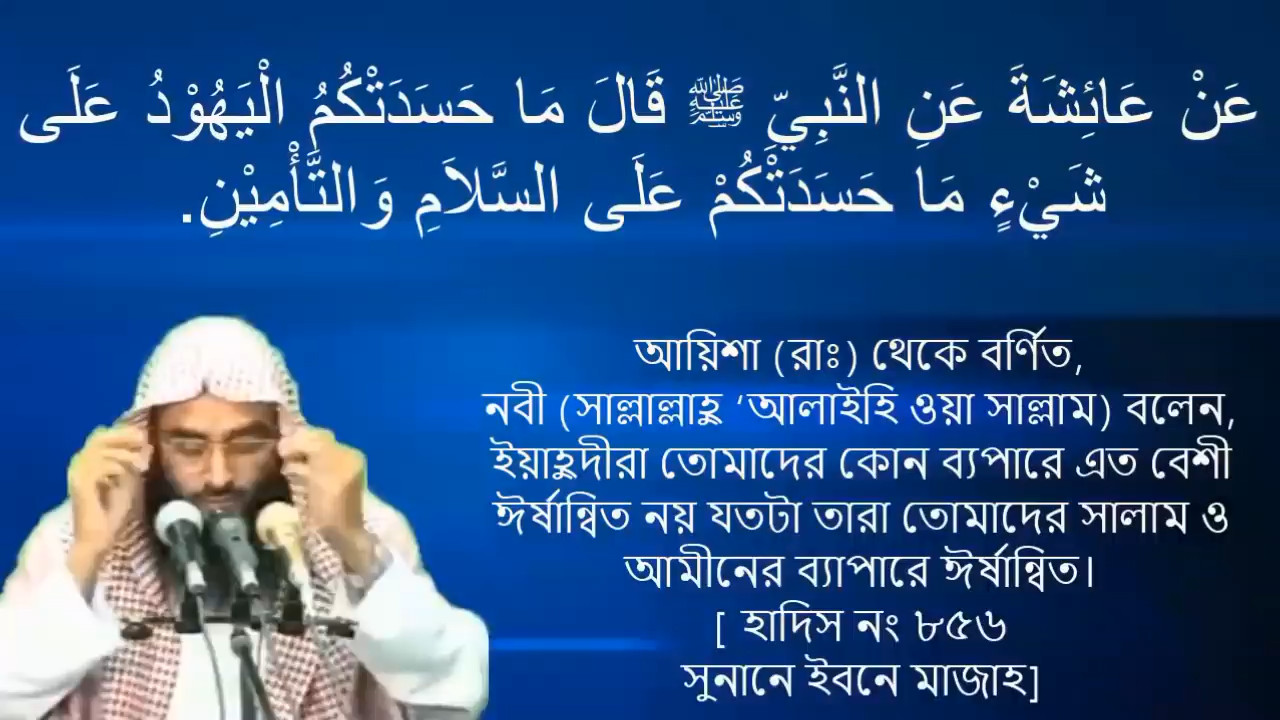 عَنْ عَائِشَةَ عَنِ النَّبِيّ ﷺ قَالَ مَا حَسَدَتْكُمُ الْيَهُوْدُ عَلَى
شَيْءٍ مَا حَسَدَتْكُمْ عَلَى السَّلاَمِ وَالتَّأْمِيْنِ.
আয়িশা (রাঃ) থেকে বর্ণিত,
নবী (সাল্লাল্লাহু ‘আলাইহি ওয়া সাল্লাম) বলেন,
ইয়াহুদীরা তোমাদের কোন ব্যপারে এত বেশী
ঈর্ষান্বিত নয় যতটা তারা তোমাদের সালাম ও
আমীনের ব্যাপারে ঈর্ষান্বিত।
[ হাদিস নং ৮৫৬
সুনানে ইবনে মাজাহ]